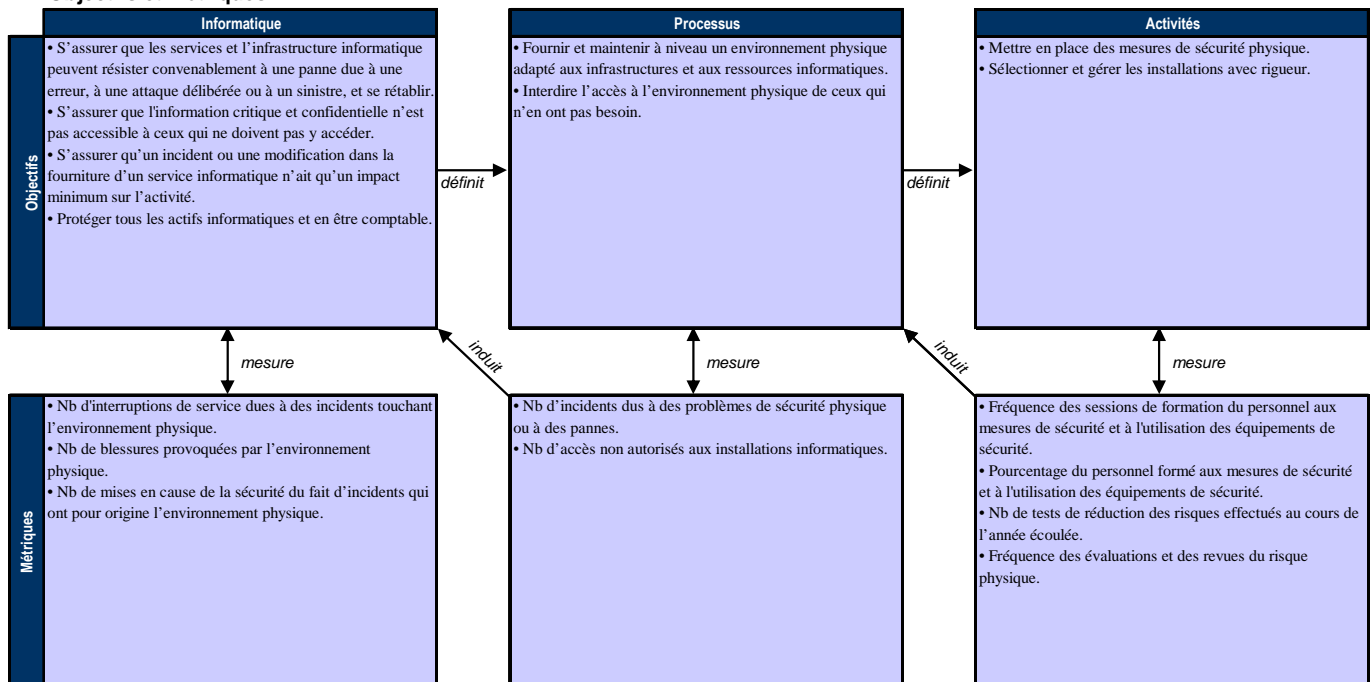 Informatique
Processus
Activités
Objectifs
• S’assurer que les services et l’infrastructure informatique
peuvent résister convenablement à une panne due à une
erreur, à une attaque délibérée ou à un sinistre, et se rétablir.
• S’assurer que l'information critique et confidentielle n’est
pas accessible à ceux qui ne doivent pas y accéder.
• S’assurer qu’un incident ou une modification dans la
fourniture d’un service informatique n’ait qu’un impact
minimum sur l’activité.
• Protéger tous les actifs informatiques et en être comptable.
définit
• Fournir et maintenir à niveau un environnement physique
adapté aux infrastructures et aux ressources informatiques.
• Interdire l’accès à l’environnement physique de ceux qui
n’en ont pas besoin.
définit
• Mettre en place des mesures de sécurité physique.
• Sélectionner et gérer les installations avec rigueur.
mesure
induit
mesure
induit
mesure
Métriques
• Nb d'interruptions de service dues à des incidents touchant
l’environnement physique.
• Nb de blessures provoquées par l’environnement
physique.
• Nb de mises en cause de la sécurité du fait d’incidents qui
ont pour origine l’environnement physique.
• Nb d’incidents dus à des problèmes de sécurité physique
ou à des pannes.
• Nb d’accès non autorisés aux installations informatiques.
• Fréquence des sessions de formation du personnel aux
mesures de sécurité et à l'utilisation des équipements de
sécurité.
• Pourcentage du personnel formé aux mesures de sécurité
et à l'utilisation des équipements de sécurité.
• Nb de tests de réduction des risques effectués au cours de
l’année écoulée.
• Fréquence des évaluations et des revues du risque
physique.